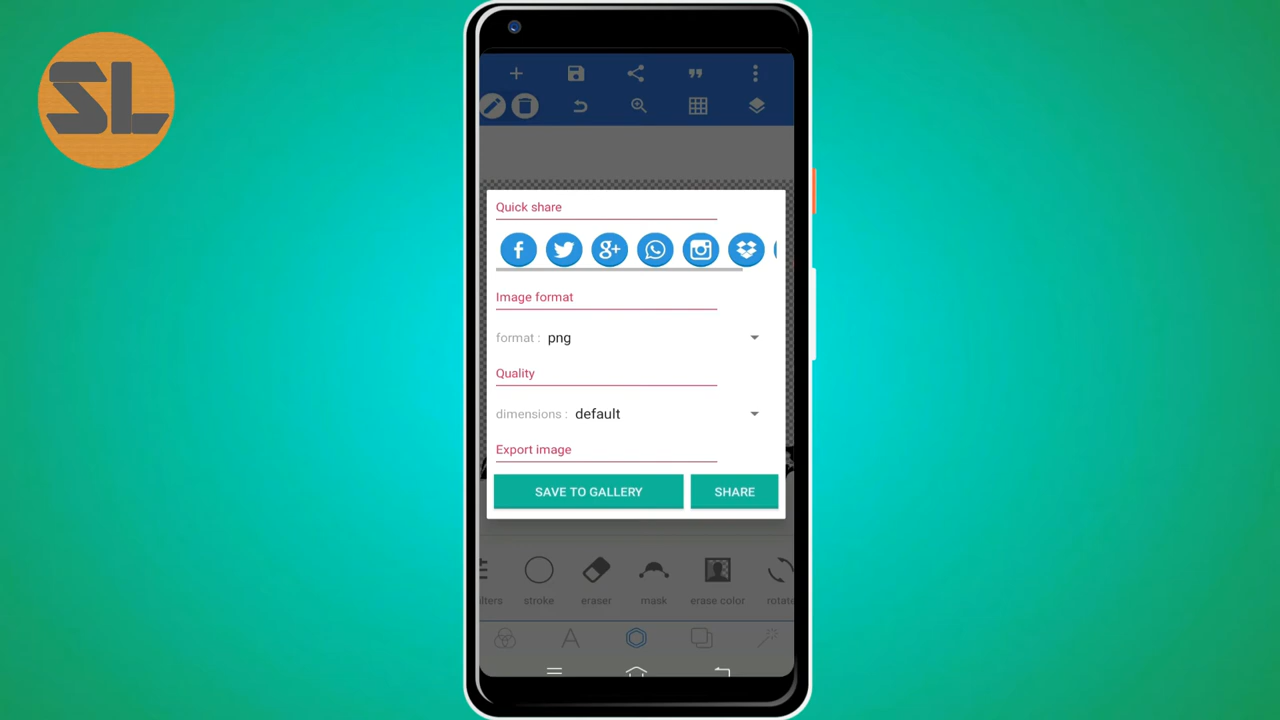 SL
Quick share
Image format
format : png
Quality
dimensions : default
Export image
SAVE TO GALLERY SHARE
stroke eraser mask erase color